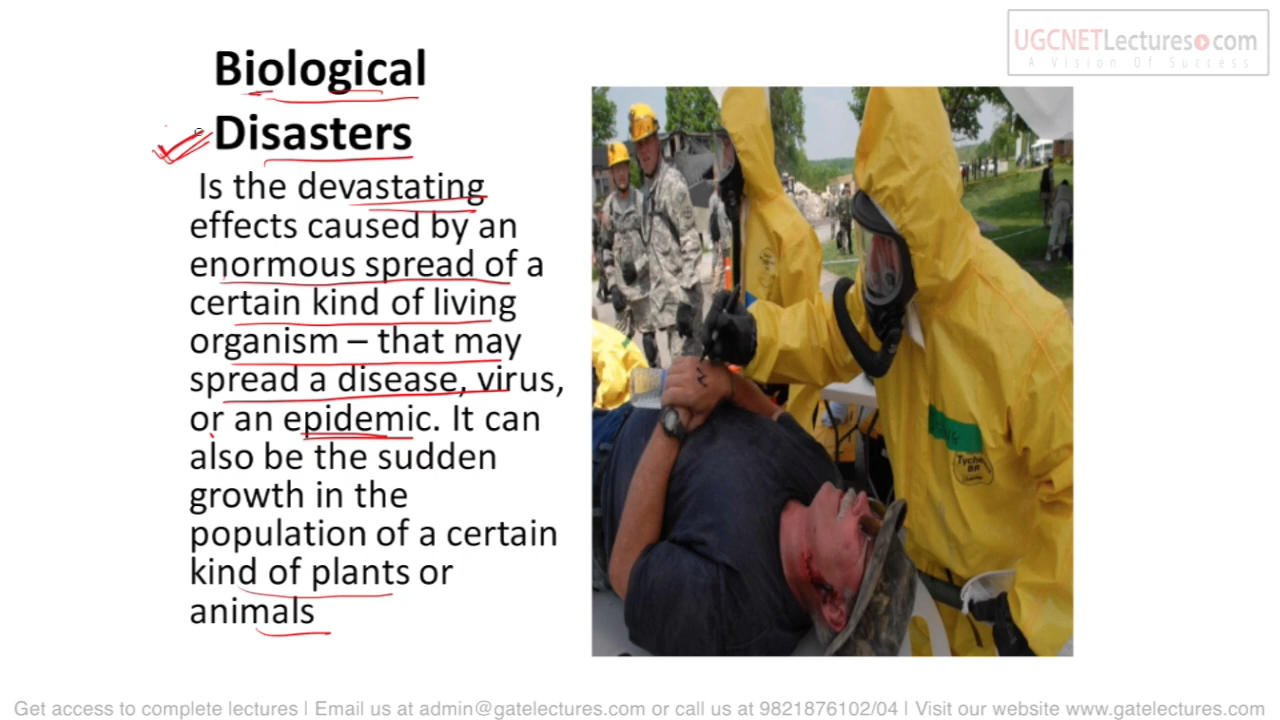 UGCNETLectures.com
A Vision Of Success
Biological
Disasters
Is the devastating
effects caused by an
enormous spread of a
certain kind of living
organism – that may
spread a disease, virus,
or an epidemic. It can
also be the sudden
growth in the
population of a certain
kind of plants or
animals
Tyche
BR
Get access to complete lectures | Email us at admin@gatelectures.com or call us at 9821876102/04 | Visit our website www.gatelectures.com